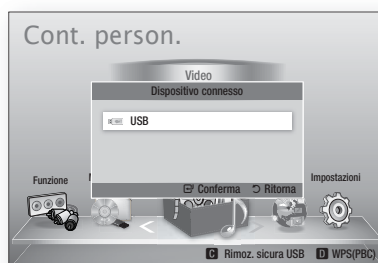 Cont. person.
Video
Dispositivo connesso
USB
Conferma Ritorna
Funzione
Impostazioni
C Rimoz. sicura USB D WPS(PBC)